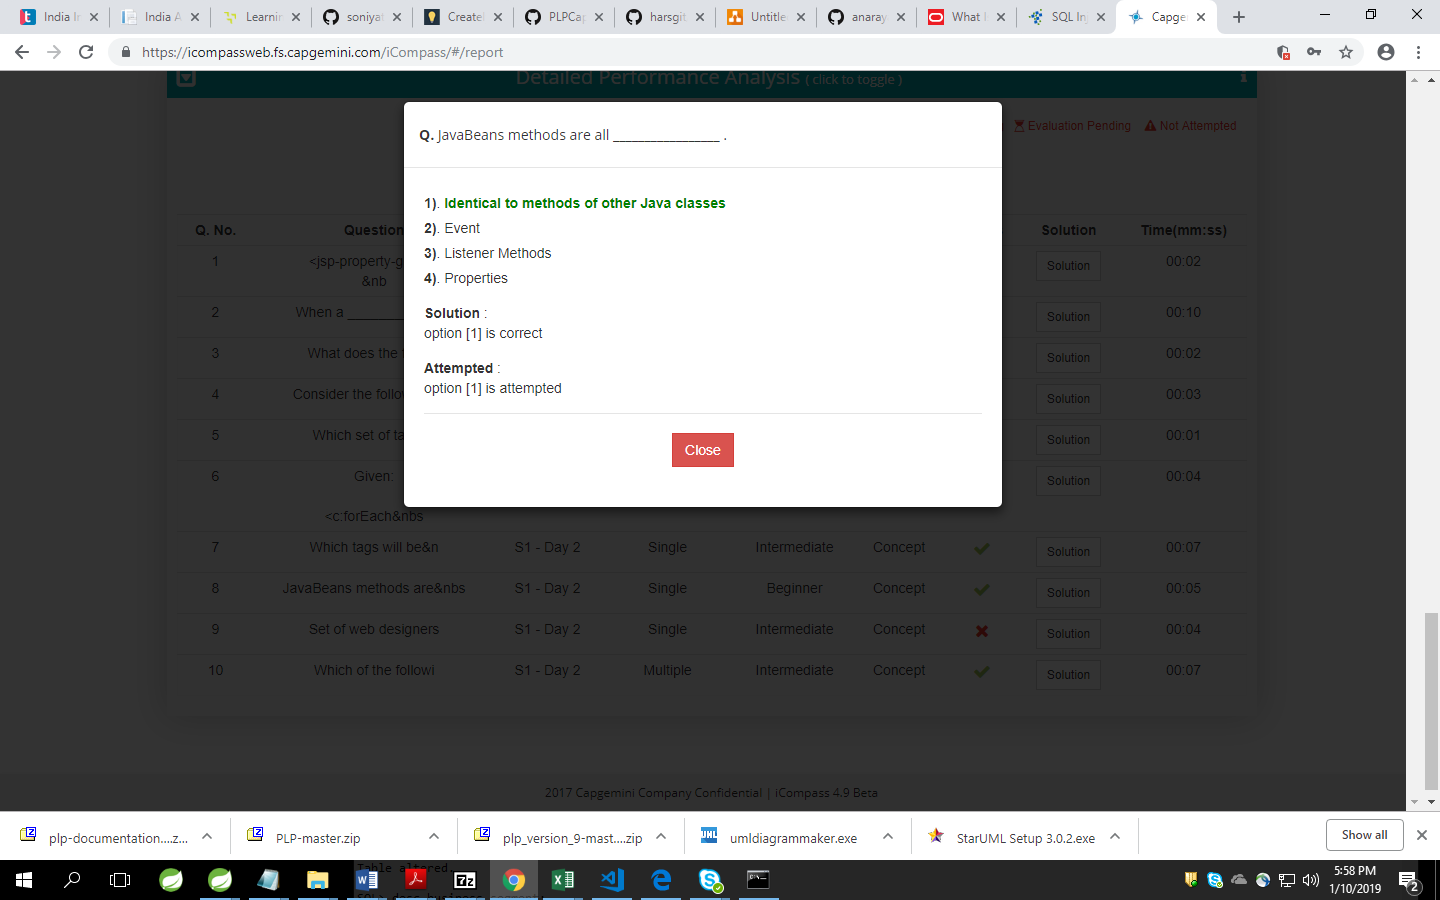 India In
India A
Learnin
soniya
Create
PLPCap
harsgit
Untitle
anaray
What I
SQL Inj
Capge
https://icompassweb.fs.capgemini.com/iCompass/#/report
Detailed Performance Analysis ( click to toggle )
Evaluation Pending
Not Attempted
Q. JavaBeans methods are all _________________ .
1). Identical to methods of other Java classes
2). Event
3). Listener Methods
4). Properties
Solution :
option [1] is correct
Attempted :
option [1] is attempted
Close
Q. No. Question Solution Time(mm:ss)
1 <jsp-property-g Solution 00:02
&nb
2 When a Solution 00:10
3 What does the Solution 00:02
4 Consider the follo Solution 00:03
5 Which set of ta Solution 00:01
6 Given: Solution 00:04
<c:forEach&nbs
7 Which tags will be&n S1 - Day 2 Single Intermediate Concept Solution 00:07
8 JavaBeans methods are&nbs S1 - Day 2 Single Beginner Concept Solution 00:05
9 Set of web designers S1 - Day 2 Single Intermediate Concept Solution 00:04
10 Which of the followi S1 - Day 2 Multiple Intermediate Concept Solution 00:07
2017 Capgemini Company Confidential | iCompass 4.9 Beta
plp-documentation....z...
PLP-master.zip
plp_version_9-mast....zip
umldiagrammaker.exe
StarUML Setup 3.0.2.exe
Show all
Table altered.
5:58 PM
1/10/2019
2